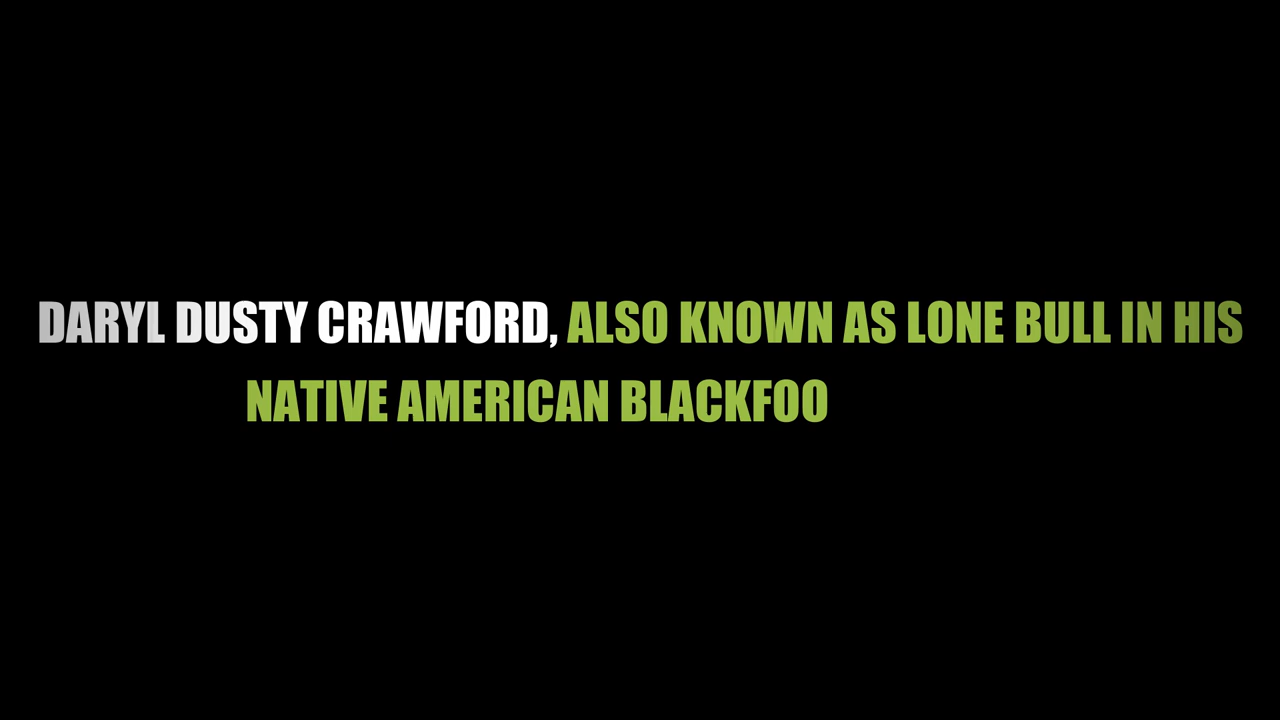 DARYL DUSTY CRAWFORD, ALSO KNOWN AS LONE BULL IN HIS
NATIVE AMERICAN BLACKFOO